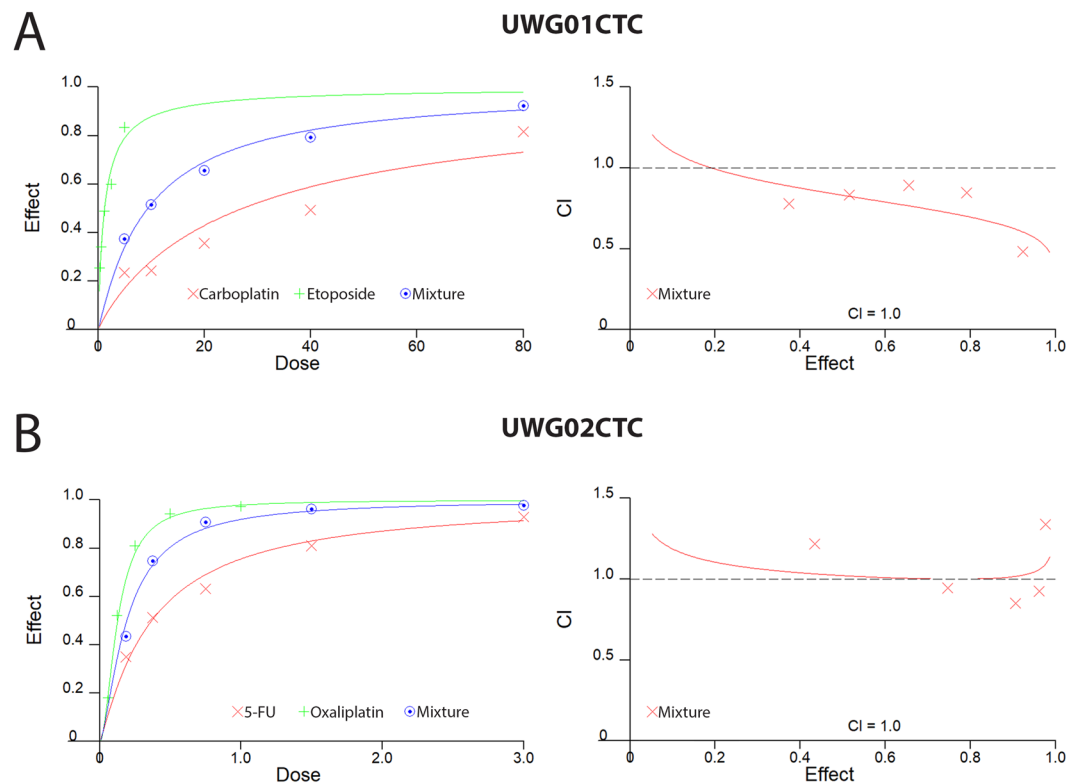 A
UWG01CTC
Effect
1.0
0.8
0.6
0.4
0.2
0
Carboplatin Etoposide Mixture
0 20 40 80
Dose
CI
1.5
1.0
0.5
0
Mixture
CI = 1.0
0 0.2 0.4 0.6 0.8 1.0
Effect
B
UWG02CTC
Effect
1.0
0.8
0.6
0.4
0.2
0
5-FU Oxaliplatin Mixture
0 1.0 2.0 3.0
Dose
CI
1.5
1.0
0.5
0
Mixture
CI = 1.0
0 0.2 0.4 0.6 0.8 1.0
Effect